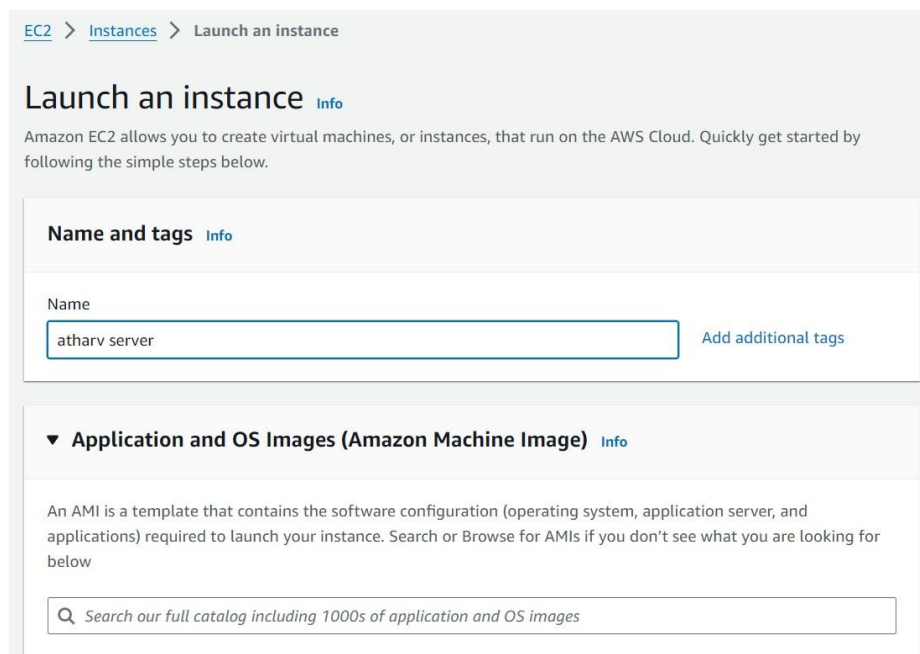 EC2 > Instances > Launch an instance
Launch an instance Info
Amazon EC2 allows you to create virtual machines, or instances, that run on the AWS Cloud. Quickly get started by
following the simple steps below.
Name and tags Info
Name
atharv server
Add additional tags
Application and OS Images (Amazon Machine Image) Info
An AMI is a template that contains the software configuration (operating system, application server, and
applications) required to launch your instance. Search or Browse for AMIs if you don't see what you are looking for
below
Search our full catalog including 1000s of application and OS images